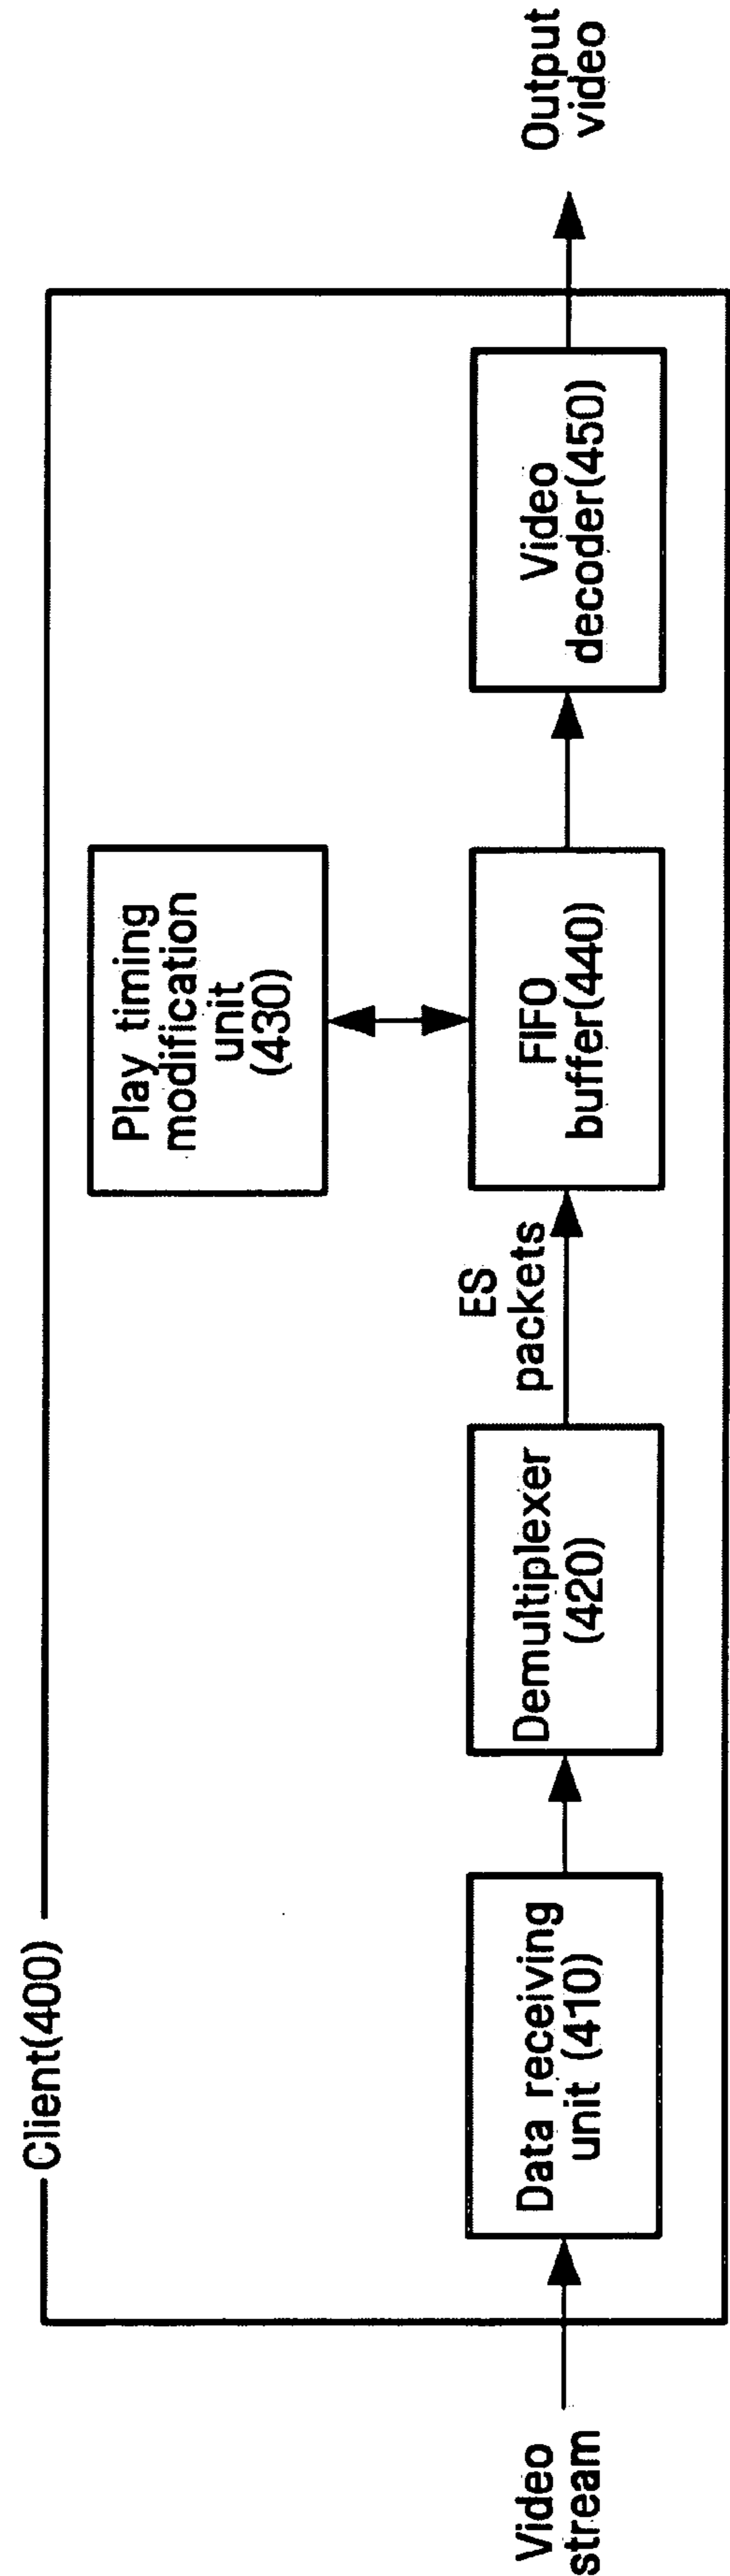 Client(400)
Video
stream
Data receiving
unit (410)
Demultiplexer
(420)
ES
packets
Play timing
modification
unit
(430)
FIFO
buffer(440)
Video
decoder(450)
Output
video